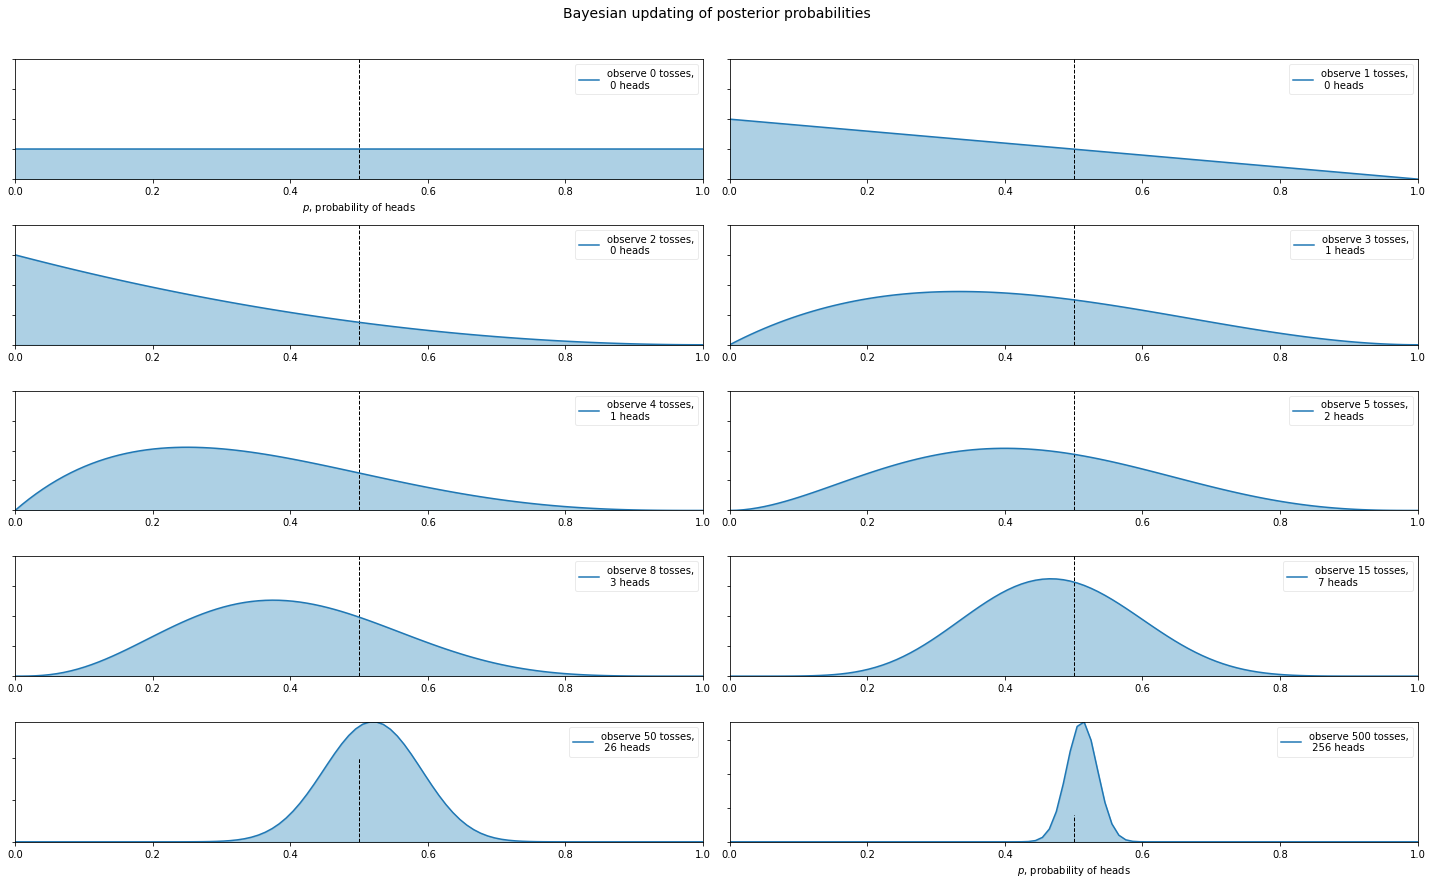 Bayesian updating of posterior probabilities
observe 0 tosses,
0 heads
0.0 0.2 0.4 0.6 0.8 1.0
p, probability of heads
observe 1 tosses,
0 heads
0.0 0.2 0.4 0.6 0.8 1.0
observe 2 tosses,
0 heads
0.0 0.2 0.4 0.6 0.8 1.0
observe 3 tosses,
1 heads
0.0 0.2 0.4 0.6 0.8 1.0
observe 4 tosses,
1 heads
0.0 0.2 0.4 0.6 0.8 1.0
observe 5 tosses,
2 heads
0.0 0.2 0.4 0.6 0.8 1.0
observe 8 tosses,
3 heads
0.0 0.2 0.4 0.6 0.8 1.0
observe 15 tosses,
7 heads
0.0 0.2 0.4 0.6 0.8 1.0
observe 50 tosses,
26 heads
0.0 0.2 0.4 0.6 0.8 1.0
observe 500 tosses,
256 heads
0.0 0.2 0.4 0.6 0.8 1.0
p, probability of heads